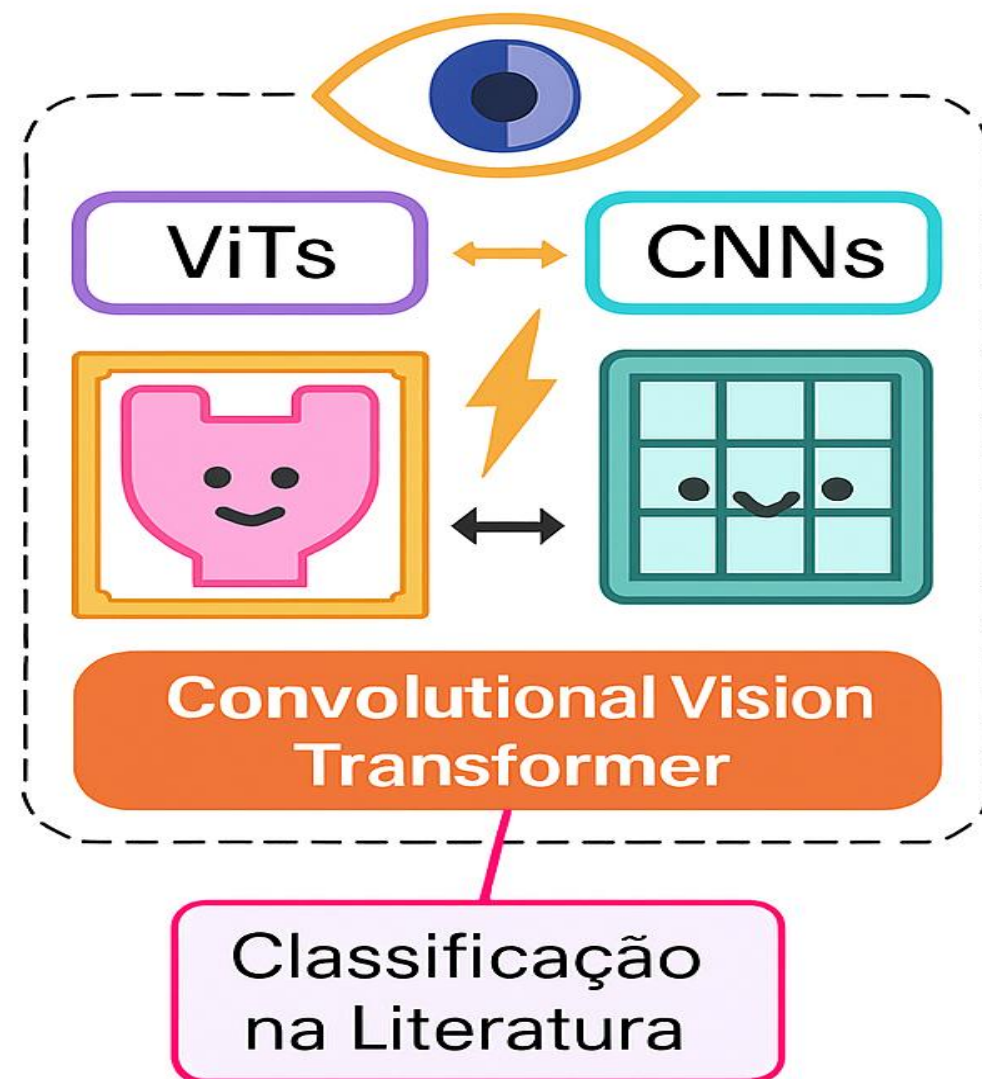 ViTs
CNNs
Convolutional Vision
Transformer
Classificação
na Literatura